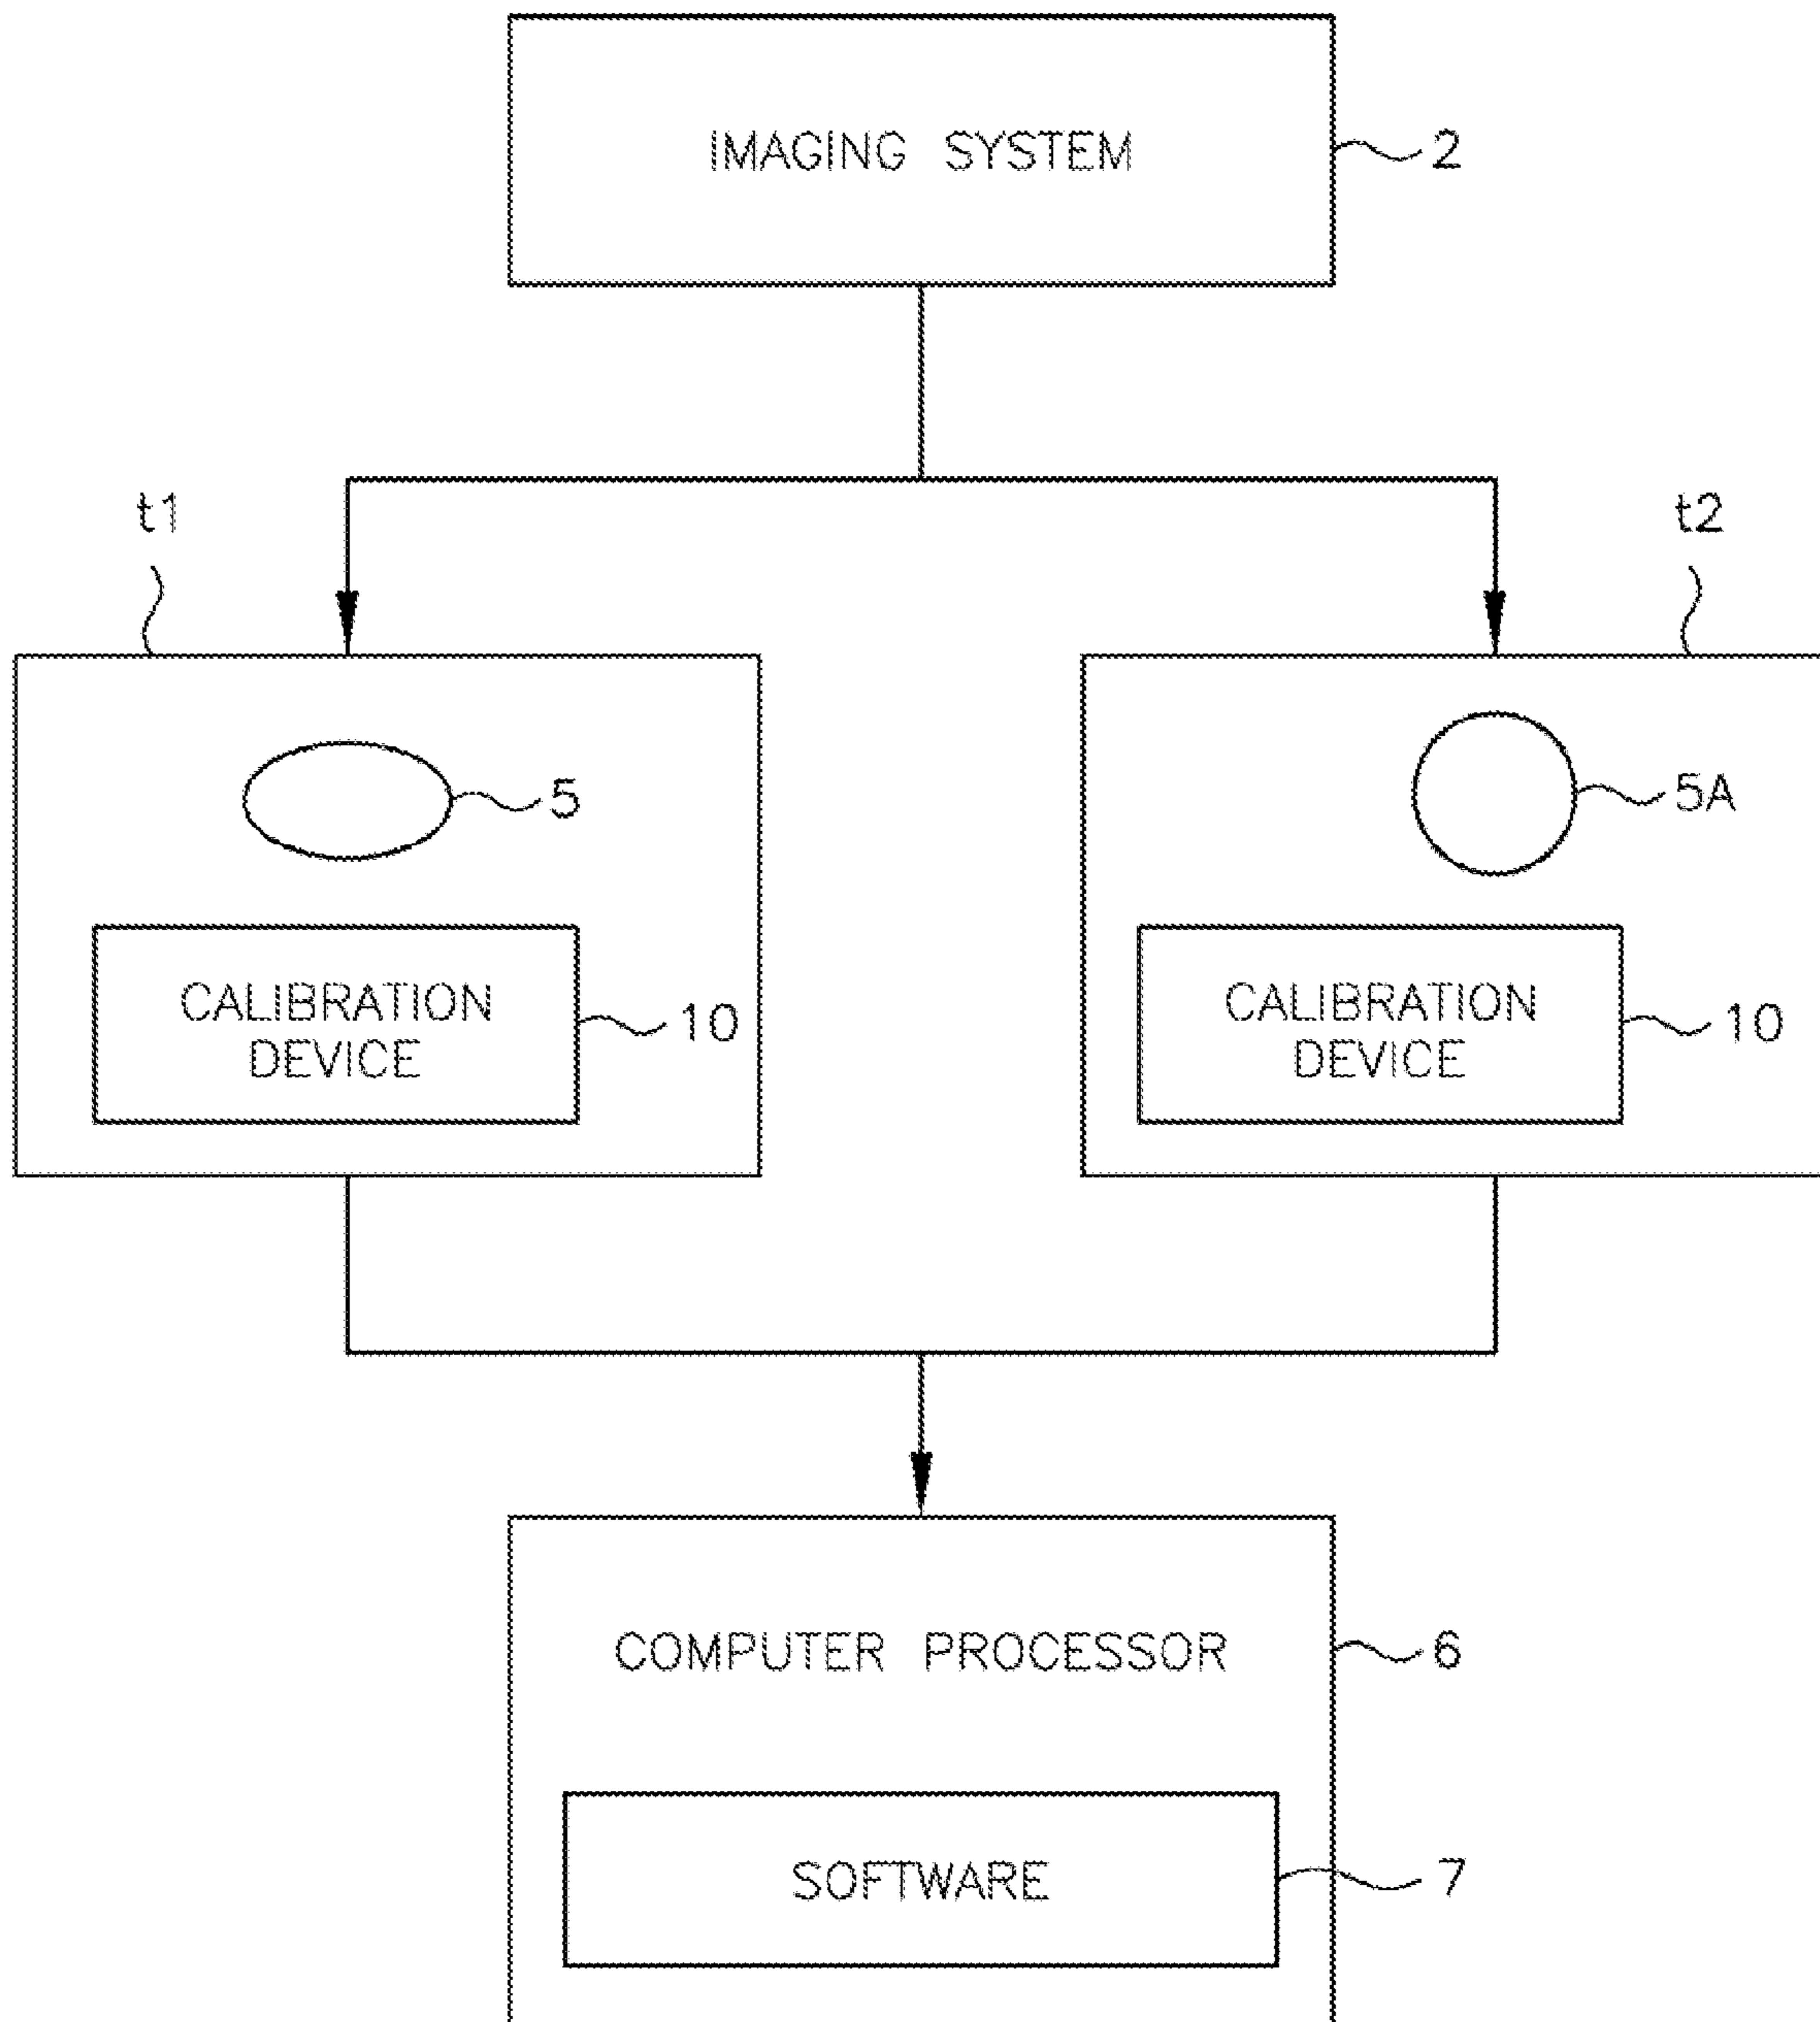 IMAGING SYSTEM
2
t1
t2
5
5A
CALIBRATION
DEVICE
10
CALIBRATION
DEVICE
10
COMPUTER PROCESSOR
6
SOFTWARE
7